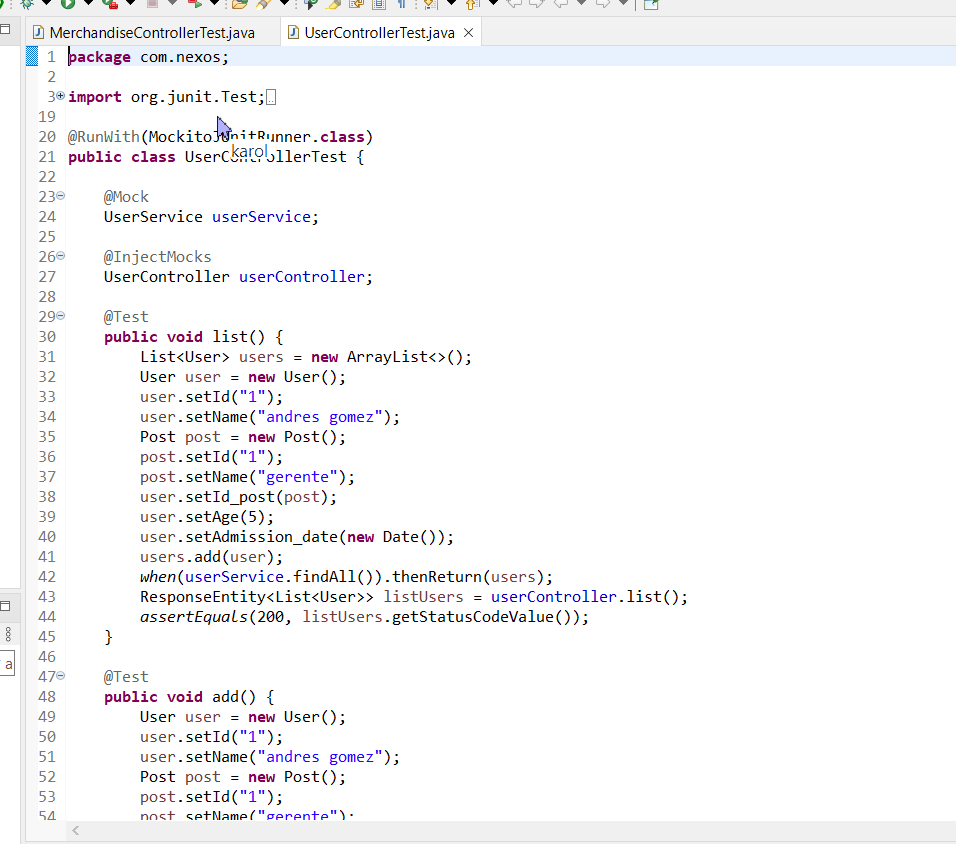 MerchandiseControllerTest.java UserControllerTest.java
1 package com.nexos;
2
3 import org.junit.Test;
19
20 @RunWith(MockitoJUnitRunner.class)
karol
21 public class UserControllerTest {
22
23 @Mock
24 UserService userService;
25
26 @InjectMocks
27 UserController userController;
28
29 @Test
30 public void list() {
31 List<User> users = new ArrayList<>();
32 User user = new User();
33 user.setId("1");
34 user.setName("andres gomez");
35 Post post = new Post();
36 post.setId("1");
37 post.setName("gerente");
38 user.setId_post(post);
39 user.setAge(5);
40 user.setAdmission_date(new Date());
41 users.add(user);
42 when(userService.findAll()).thenReturn(users);
43 ResponseEntity<List<User>> listUsers = userController.list();
44 assertEquals(200, listUsers.getStatusCodeValue());
45 }
46
47 @Test
48 public void add() {
49 User user = new User();
50 user.setId("1");
51 user.setName("andres gomez");
52 Post post = new Post();
53 post.setId("1");
54 post.setName("gerente");
a